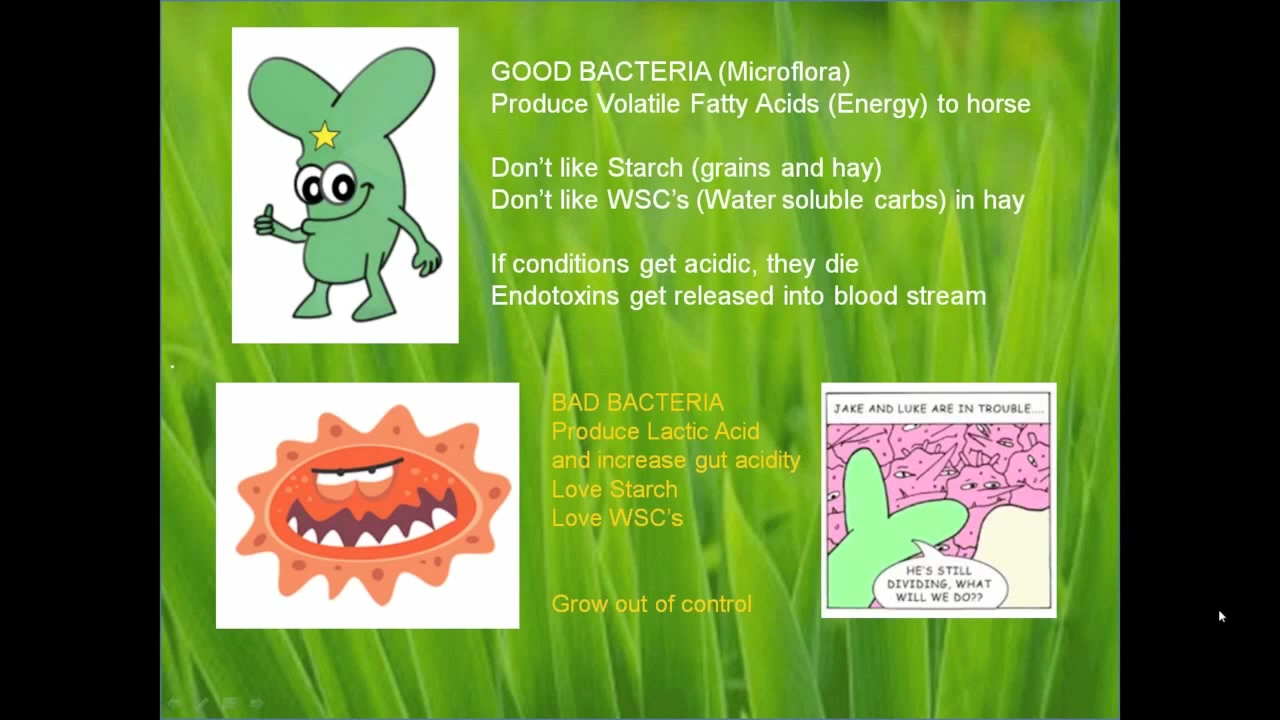 GOOD BACTERIA (Microflora)
Produce Volatile Fatty Acids (Energy) to horse
Don't like Starch (grains and hay)
Don't like WSC's (Water soluble carbs) in hay
If conditions get acidic, they die
Endotoxins get released into blood stream
BAD BACTERIA
Produce Lactic Acid
and increase gut acidity
Love Starch
Love WSC's
Grow out of control
JAKE AND LUKE ARE IN TROUBLE....
HE'S STILL
DIVIDING, WHAT
WILL WE DO??